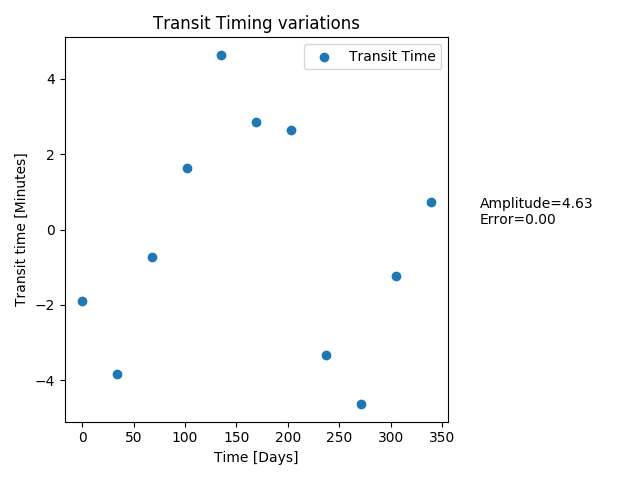 Transit Timing variations
Transit Time
Transit time [Minutes]
4
2
0
−2
−4
Amplitude=4.63
Error=0.00
0 50 100 150 200 250 300 350
Time [Days]